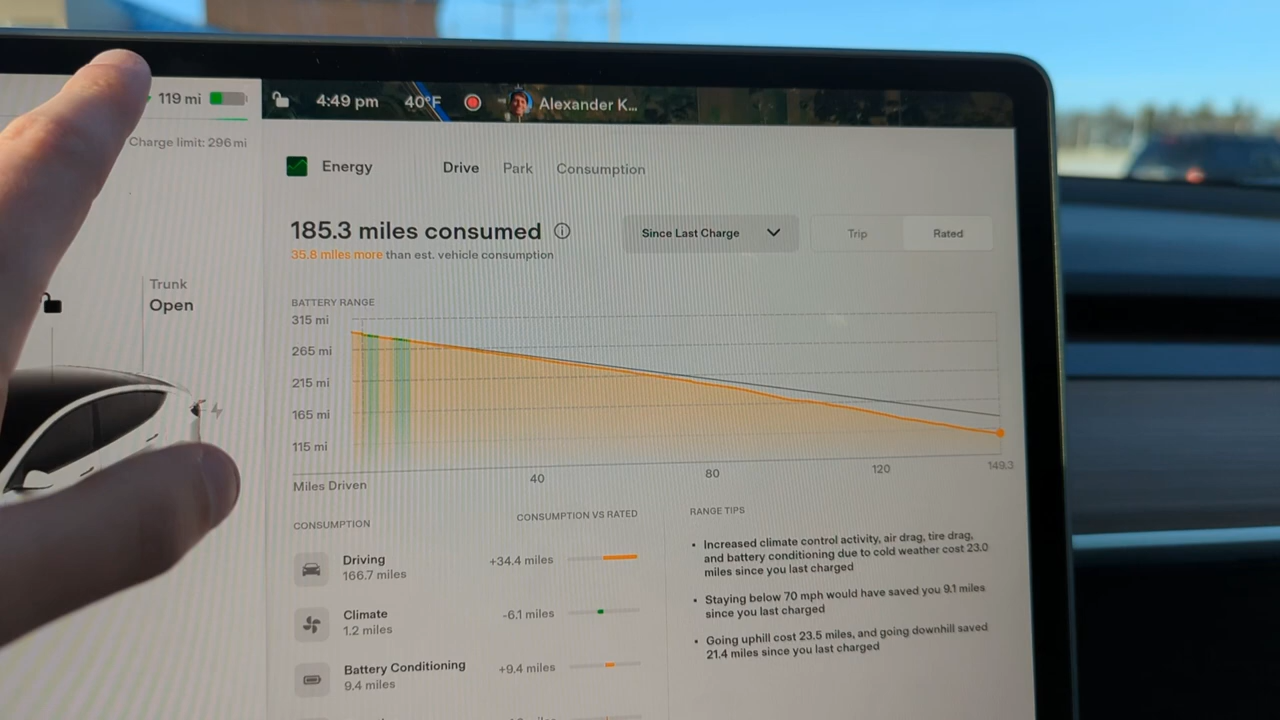 119 mi
4:49 pm
40°F
Alexander K...
Charge limit: 296 mi
Energy
Drive
Park
Consumption
185.3 miles consumed
35.8 miles more than est. vehicle consumption
Since Last Charge
Trip
Rated
Trunk
Open
BATTERY RANGE
315 mi
265 mi
215 mi
165 mi
115 mi
Miles Driven
40
80
120
149.3
CONSUMPTION
CONSUMPTION VS RATED
Driving
166.7 miles
+34.4 miles
Climate
1.2 miles
-6.1 miles
Battery Conditioning
9.4 miles
+9.4 miles
RANGE TIPS
• Increased climate control activity, air drag, tire drag,
and battery conditioning due to cold weather cost 23.0
miles since you last charged
• Staying below 70 mph would have saved you 9.1 miles
since you last charged
• Going uphill cost 23.5 miles, and going downhill saved
21.4 miles since you last charged